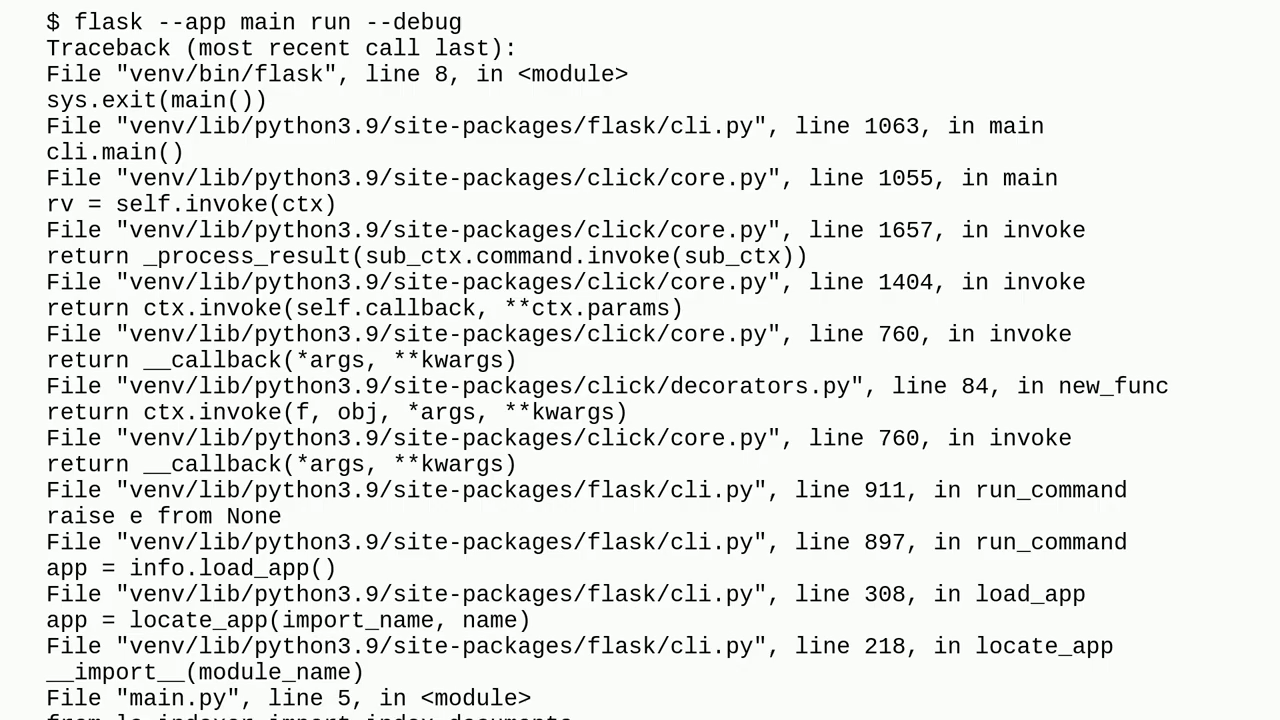 $ flask --app main run --debug
Traceback (most recent call last):
File "venv/bin/flask", line 8, in <module>
sys.exit(main())
File "venv/lib/python3.9/site-packages/flask/cli.py", line 1063, in main
cli.main()
File "venv/lib/python3.9/site-packages/click/core.py", line 1055, in main
rv = self.invoke(ctx)
File "venv/lib/python3.9/site-packages/click/core.py", line 1657, in invoke
return _process_result(sub_ctx.command.invoke(sub_ctx))
File "venv/lib/python3.9/site-packages/click/core.py", line 1404, in invoke
return ctx.invoke(self.callback, **ctx.params)
File "venv/lib/python3.9/site-packages/click/core.py", line 760, in invoke
return __callback(*args, **kwargs)
File "venv/lib/python3.9/site-packages/click/decorators.py", line 84, in new_func
return ctx.invoke(f, obj, *args, **kwargs)
File "venv/lib/python3.9/site-packages/click/core.py", line 760, in invoke
return __callback(*args, **kwargs)
File "venv/lib/python3.9/site-packages/flask/cli.py", line 911, in run_command
raise e from None
File "venv/lib/python3.9/site-packages/flask/cli.py", line 897, in run_command
app = info.load_app()
File "venv/lib/python3.9/site-packages/flask/cli.py", line 308, in load_app
app = locate_app(import_name, name)
File "venv/lib/python3.9/site-packages/flask/cli.py", line 218, in locate_app
__import__(module_name)
File "main.py", line 5, in <module>